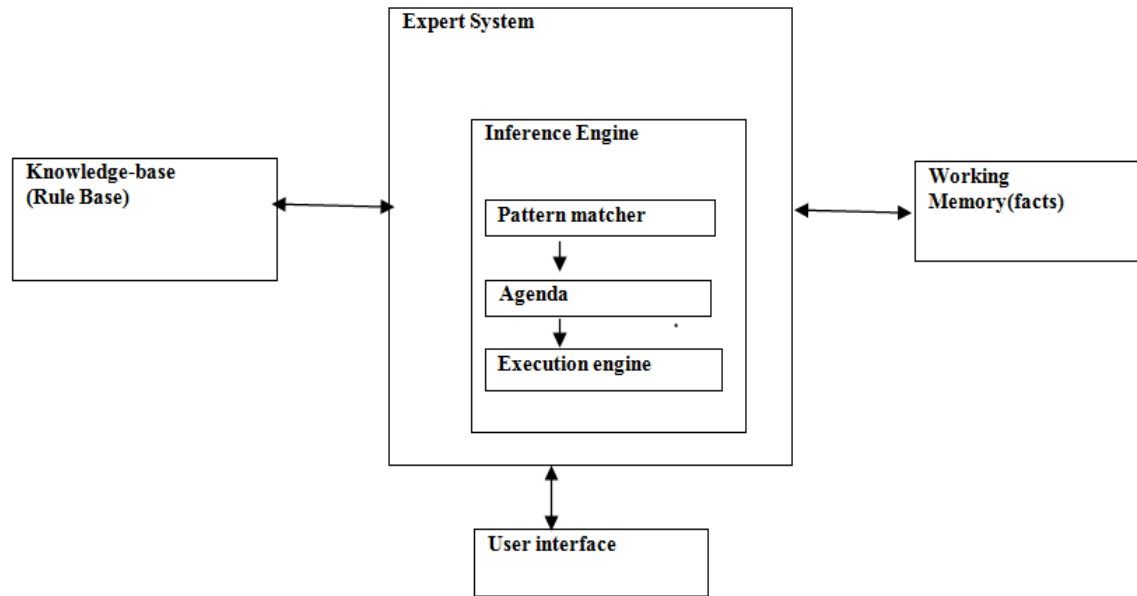 Expert System
Inference Engine
Knowledge-base
(Rule Base)
Working
Memory(facts)
Pattern matcher
Agenda
Execution engine
User interface